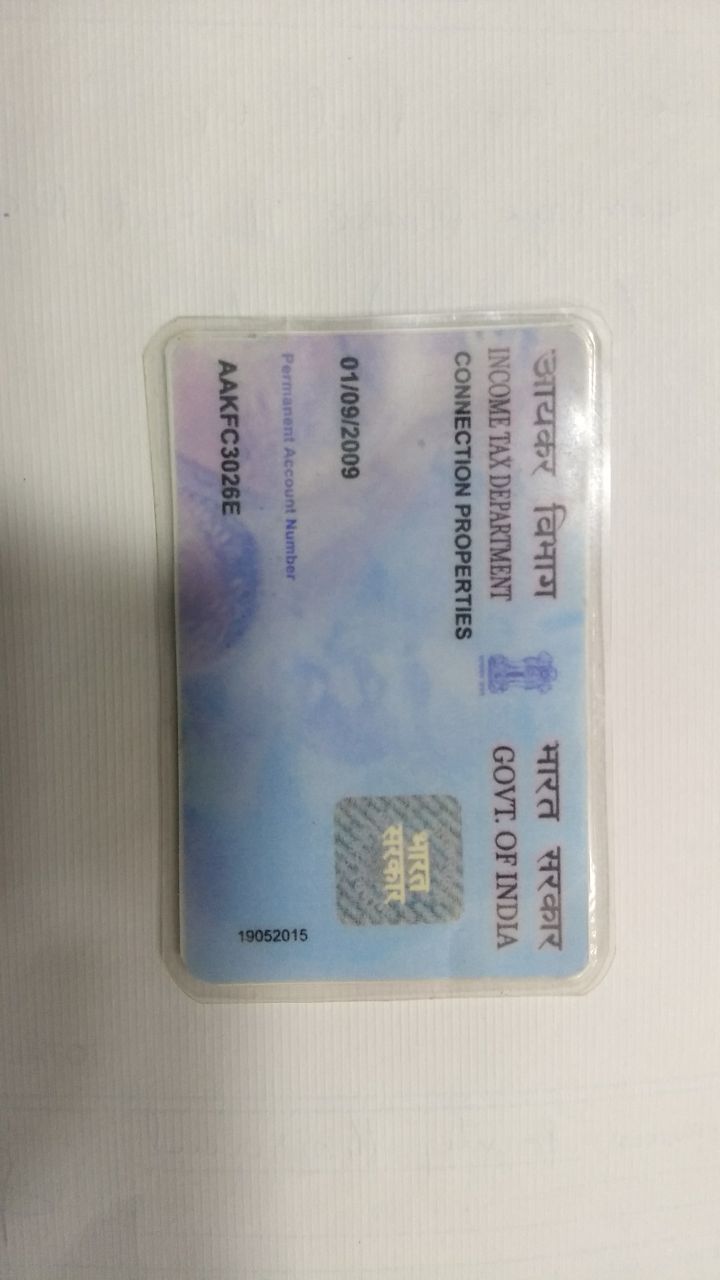 आयकर विभाग
INCOME TAX DEPARTMENT
भारत सरकार
GOVT. OF INDIA
CONNECTION PROPERTIES
01/09/2009
Permanent Account Number
AAKFC3026E
भारत
सरकार
19052015